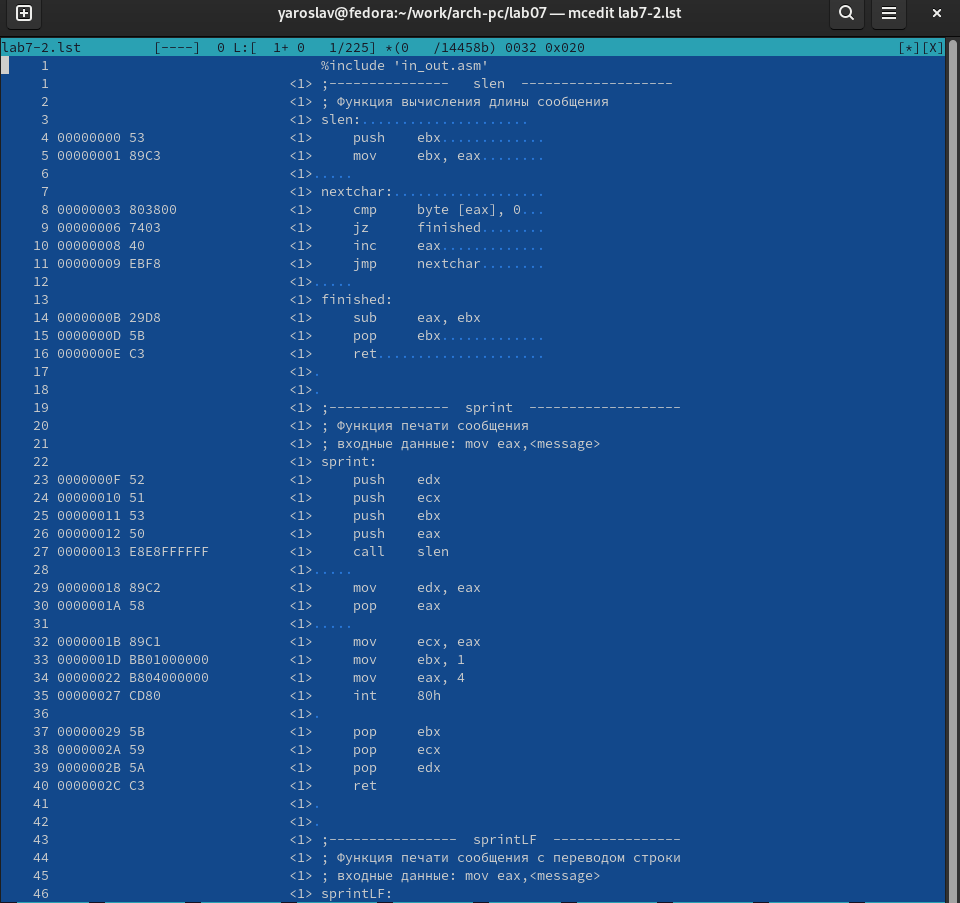 yaroslav@fedora:~/work/arch-pc/lab07 — mcedit lab7-2.lst
lab7-2.lst         [----]  0 L:[  1+ 0   1/225] *(0   /14458b) 0032 0x020                                       [*][X]
     1                                  %include 'in_out.asm'
     1                              <1> ;---------------   slen  -------------------
     2                              <1> ; Функция вычисления длины сообщения
     3                              <1> slen:.....................
     4 00000000 53                  <1>     push    ebx.............
     5 00000001 89C3                <1>     mov     ebx, eax........
     6                              <1>.....
     7                              <1> nextchar:...................
     8 00000003 803800              <1>     cmp     byte [eax], 0...
     9 00000006 7403                <1>     jz      finished........
    10 00000008 40                  <1>     inc     eax.............
    11 00000009 EBF8                <1>     jmp     nextchar........
    12                              <1>.....
    13                              <1> finished:
    14 0000000B 29D8                <1>     sub     eax, ebx
    15 0000000D 5B                  <1>     pop     ebx.............
    16 0000000E C3                  <1>     ret.....................
    17                              <1>.
    18                              <1>.
    19                              <1> ;---------------  sprint  -------------------
    20                              <1> ; Функция печати сообщения
    21                              <1> ; входные данные: mov eax,<message>
    22                              <1> sprint:
    23 0000000F 52                  <1>     push    edx
    24 00000010 51                  <1>     push    ecx
    25 00000011 53                  <1>     push    ebx
    26 00000012 50                  <1>     push    eax
    27 00000013 E8E8FFFFFF          <1>     call    slen
    28                              <1>.....
    29 00000018 89C2                <1>     mov     edx, eax
    30 0000001A 58                  <1>     pop     eax
    31                              <1>.....
    32 0000001B 89C1                <1>     mov     ecx, eax
    33 0000001D BB01000000          <1>     mov     ebx, 1
    34 00000022 B804000000          <1>     mov     eax, 4
    35 00000027 CD80                <1>     int     80h
    36                              <1>.
    37 00000029 5B                  <1>     pop     ebx
    38 0000002A 59                  <1>     pop     ecx
    39 0000002B 5A                  <1>     pop     edx
    40 0000002C C3                  <1>     ret
    41                              <1>.
    42                              <1>.
    43                              <1> ;----------------  sprintLF  ----------------
    44                              <1> ; Функция печати сообщения с переводом строки
    45                              <1> ; входные данные: mov eax,<message>
    46                              <1> sprintLF: